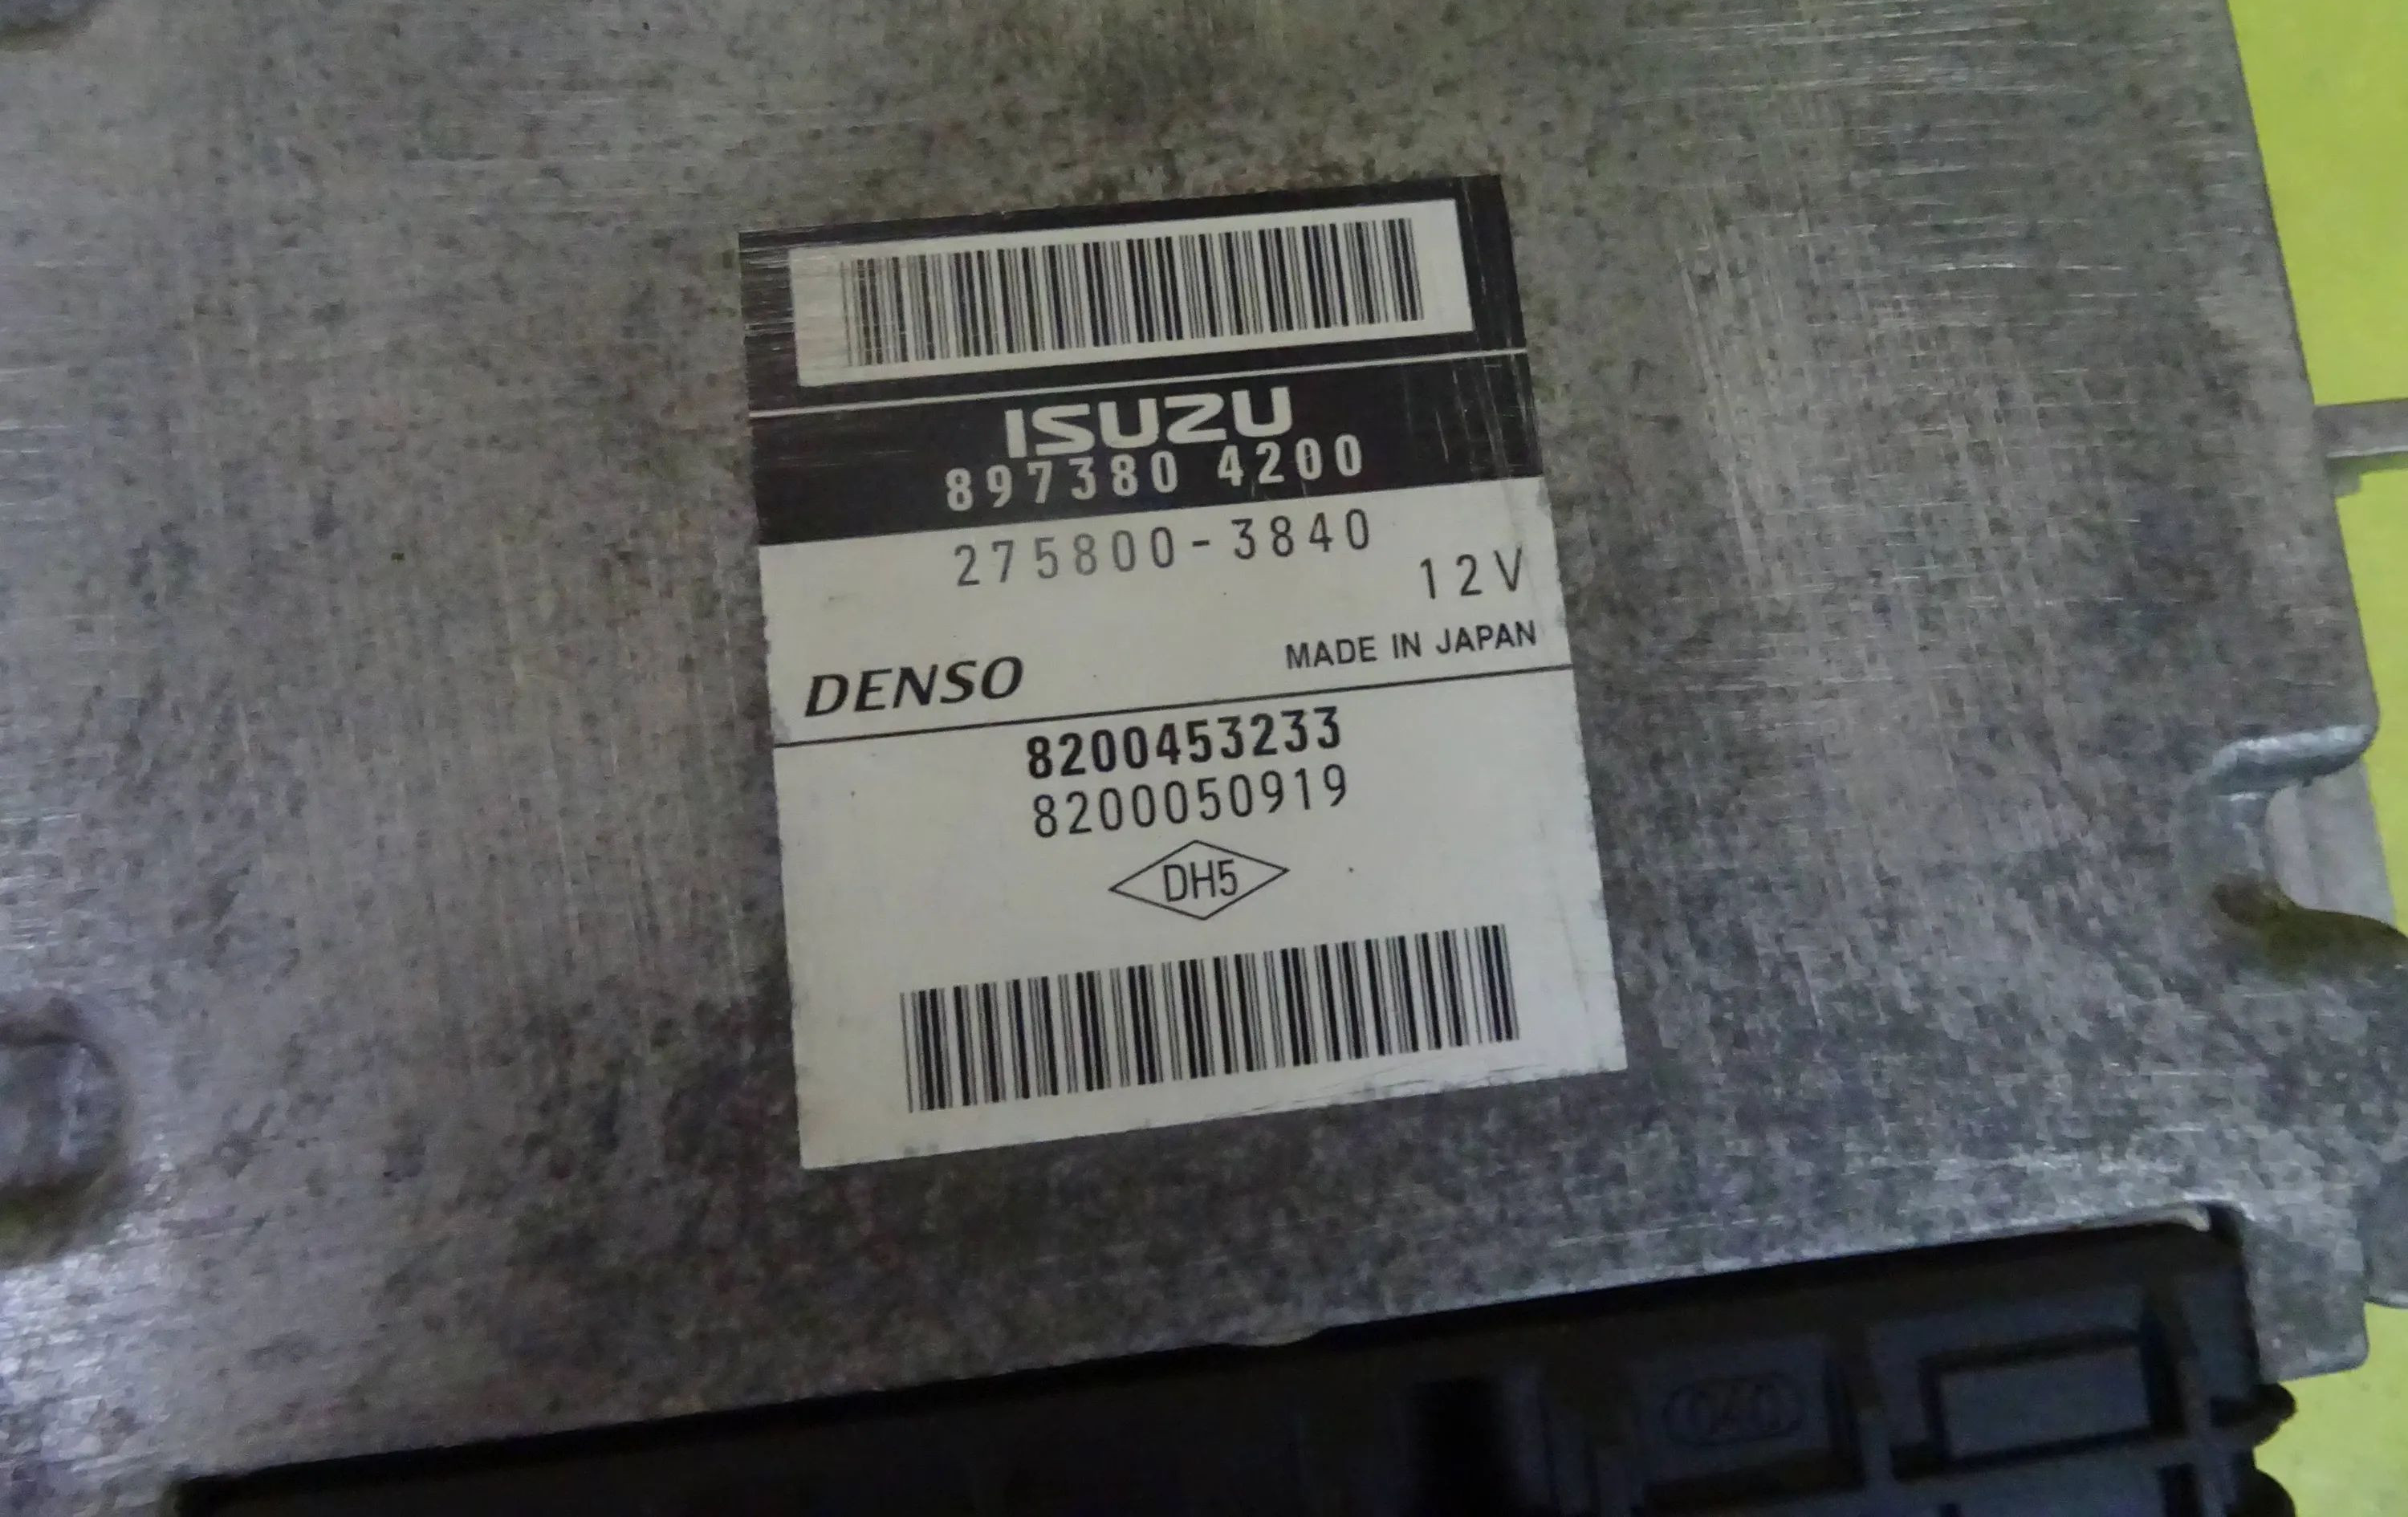 ISUZU
897380 4200
275800-3840
12V
DENSO MADE IN JAPAN
8200453233
8200050919
DH5